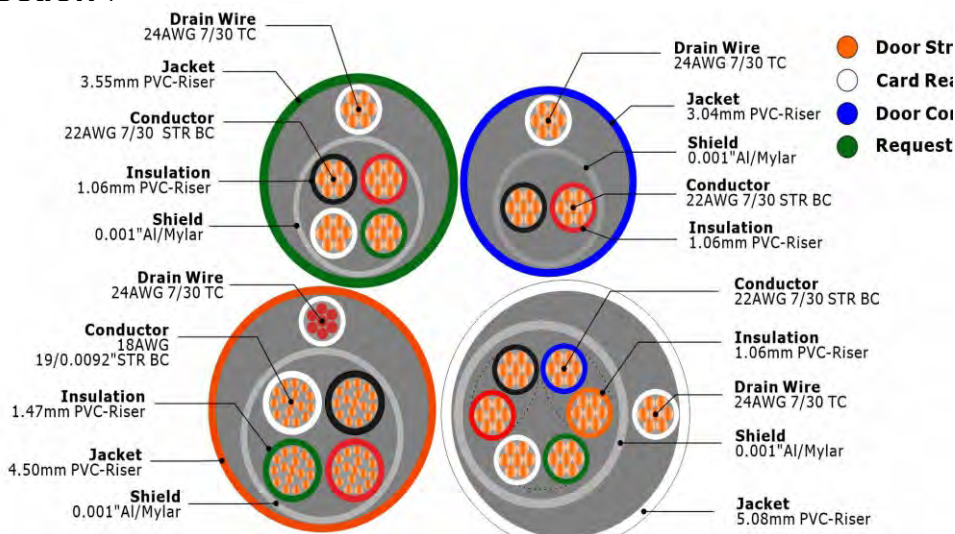 Drain Wire
24AWG 7/30 TC
Jacket
3.55mm PVC-Riser
Conductor
22AWG 7/30 STR BC
Insulation
1.06mm PVC-Riser
Shield
0.001"Al/Mylar
Drain Wire
24AWG 7/30 TC
Jacket
3.04mm PVC-Riser
Shield
0.001"Al/Mylar
Conductor
22AWG 7/30 STR BC
Insulation
1.06mm PVC-Riser
Door Str
Card Rea
Door Con
Request
Drain Wire
24AWG 7/30 TC
Conductor
18AWG
19/0.0092"STR BC
Insulation
1.47mm PVC-Riser
Jacket
4.50mm PVC-Riser
Shield
0.001"Al/Mylar
Conductor
22AWG 7/30 STR BC
Insulation
1.06mm PVC-Riser
Drain Wire
24AWG 7/30 TC
Shield
0.001"Al/Mylar
Jacket
5.08mm PVC-Riser